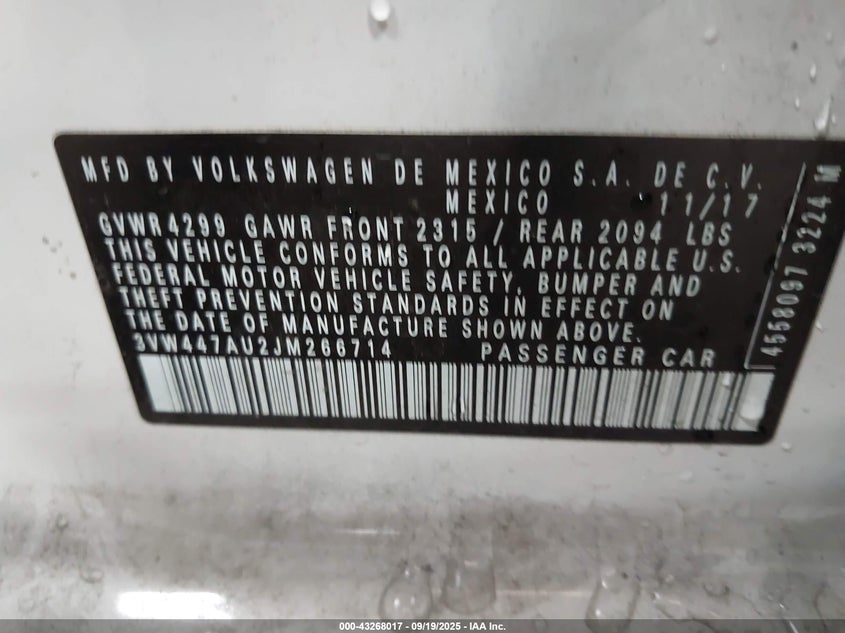 MFD BY VOLKSWAGEN DE MEXICO S.A. DE C.V.
MEXICO 11/17
GVWR4299 GAWR FRONT 2315 / REAR 2094 LBS
THIS VEHICLE CONFORMS TO ALL APPLICABLE U.S.
FEDERAL MOTOR VEHICLE SAFETY, BUMPER AND
THEFT PREVENTION STANDARDS IN EFFECT ON
THE DATE OF MANUFACTURE SHOWN ABOVE.
3VW447AU2JM266714 PASSENGER CAR
4558097 3224 M
000-43268017 - 09/19/2025 - IAA Inc.